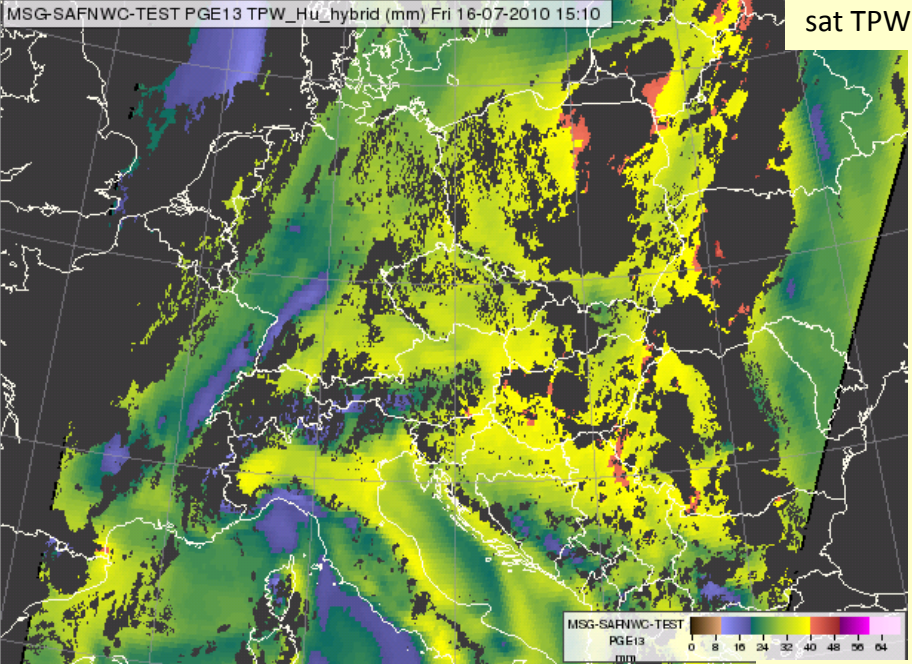 MSG-SAFNWC-TEST PGE13 TPW_Hu_hybrid (mm) Fri 16-07-2010 15:10
sat TPW
MSG-SAFNWC-TEST
PGE13
mm
0 8 16 24 32 40 48 56 64